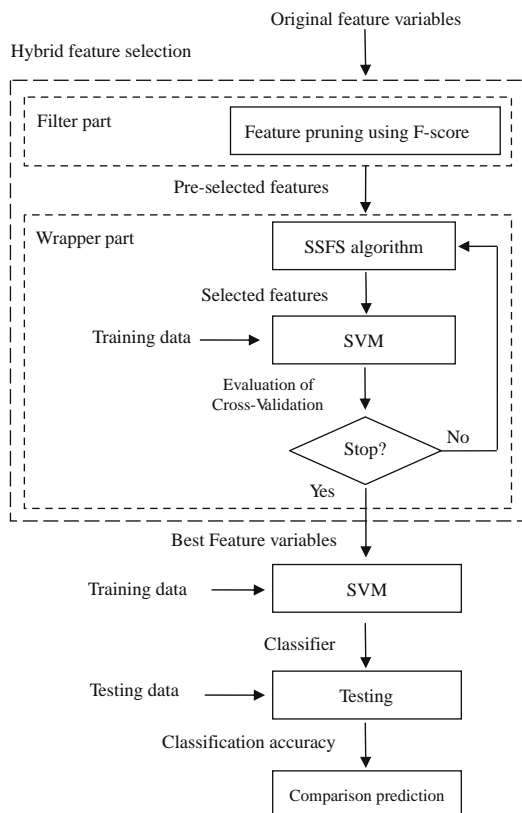 Original feature variables
Hybrid feature selection
Filter part
Feature pruning using F-score
Pre-selected features
Wrapper part
SSFS algorithm
Selected features
Training data
SVM
Evaluation of
Cross-Validation
Stop?
No
Yes
Best Feature variables
Training data
SVM
Classifier
Testing data
Testing
Classification accuracy
Comparison prediction